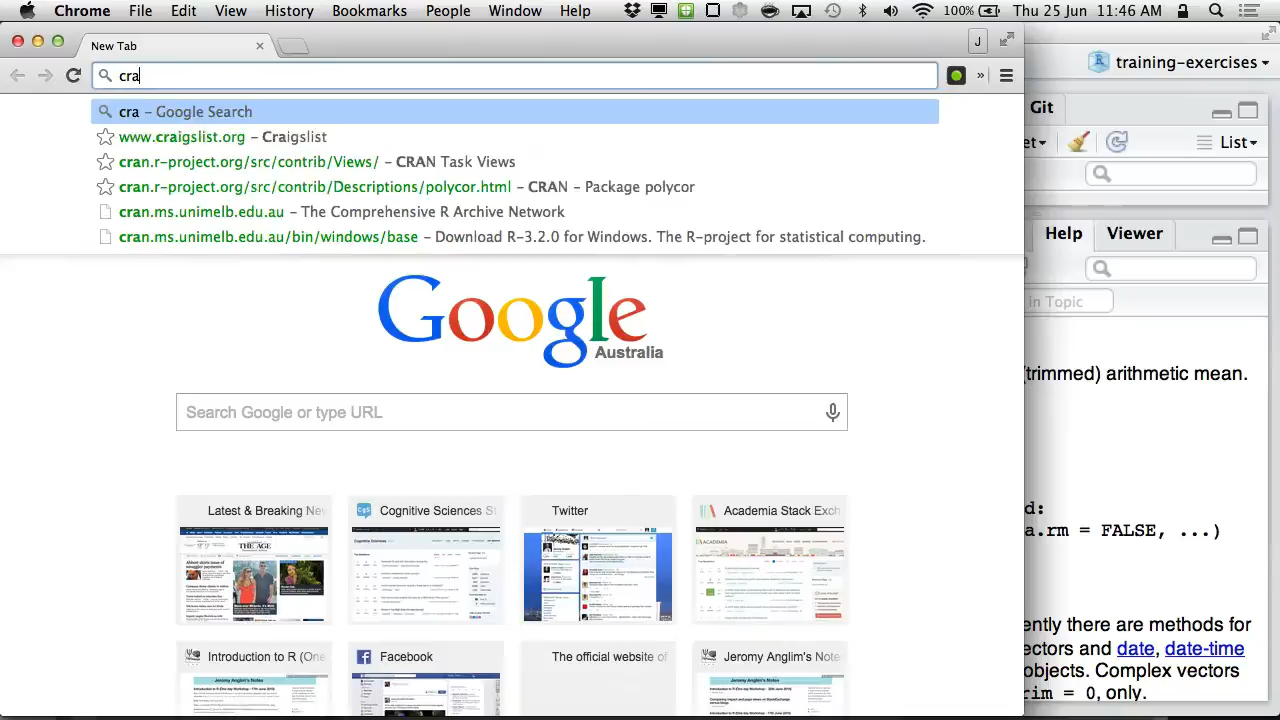 Chrome File Edit View History Bookmarks People Window Help 100% Thu 25 Jun 11:46 AM
New Tab
J
training-exercises
cra
cra – Google Search
www.craigslist.org – Craigslist
cran.r-project.org/src/contrib/Views/ – CRAN Task Views
cran.r-project.org/src/contrib/Descriptions/polycor.html – CRAN - Package polycor
cran.ms.unimelb.edu.au – The Comprehensive R Archive Network
cran.ms.unimelb.edu.au/bin/windows/base – Download R-3.2.0 for Windows. The R-project for statistical computing.
Git
List
Help Viewer
in Topic
Google
Australia
Search Google or type URL
(trimmed) arithmetic mean.
d:
a.rm = FALSE, ...)
ently there are methods for
ectors and date, date-time
objects. Complex vectors
rim = 0, only.
Latest & Breaking Ne
Cognitive Sciences St
Twitter
Academia Stack Exch
Introduction to R (One
Facebook
The official website of
Jeromy Anglim's Note